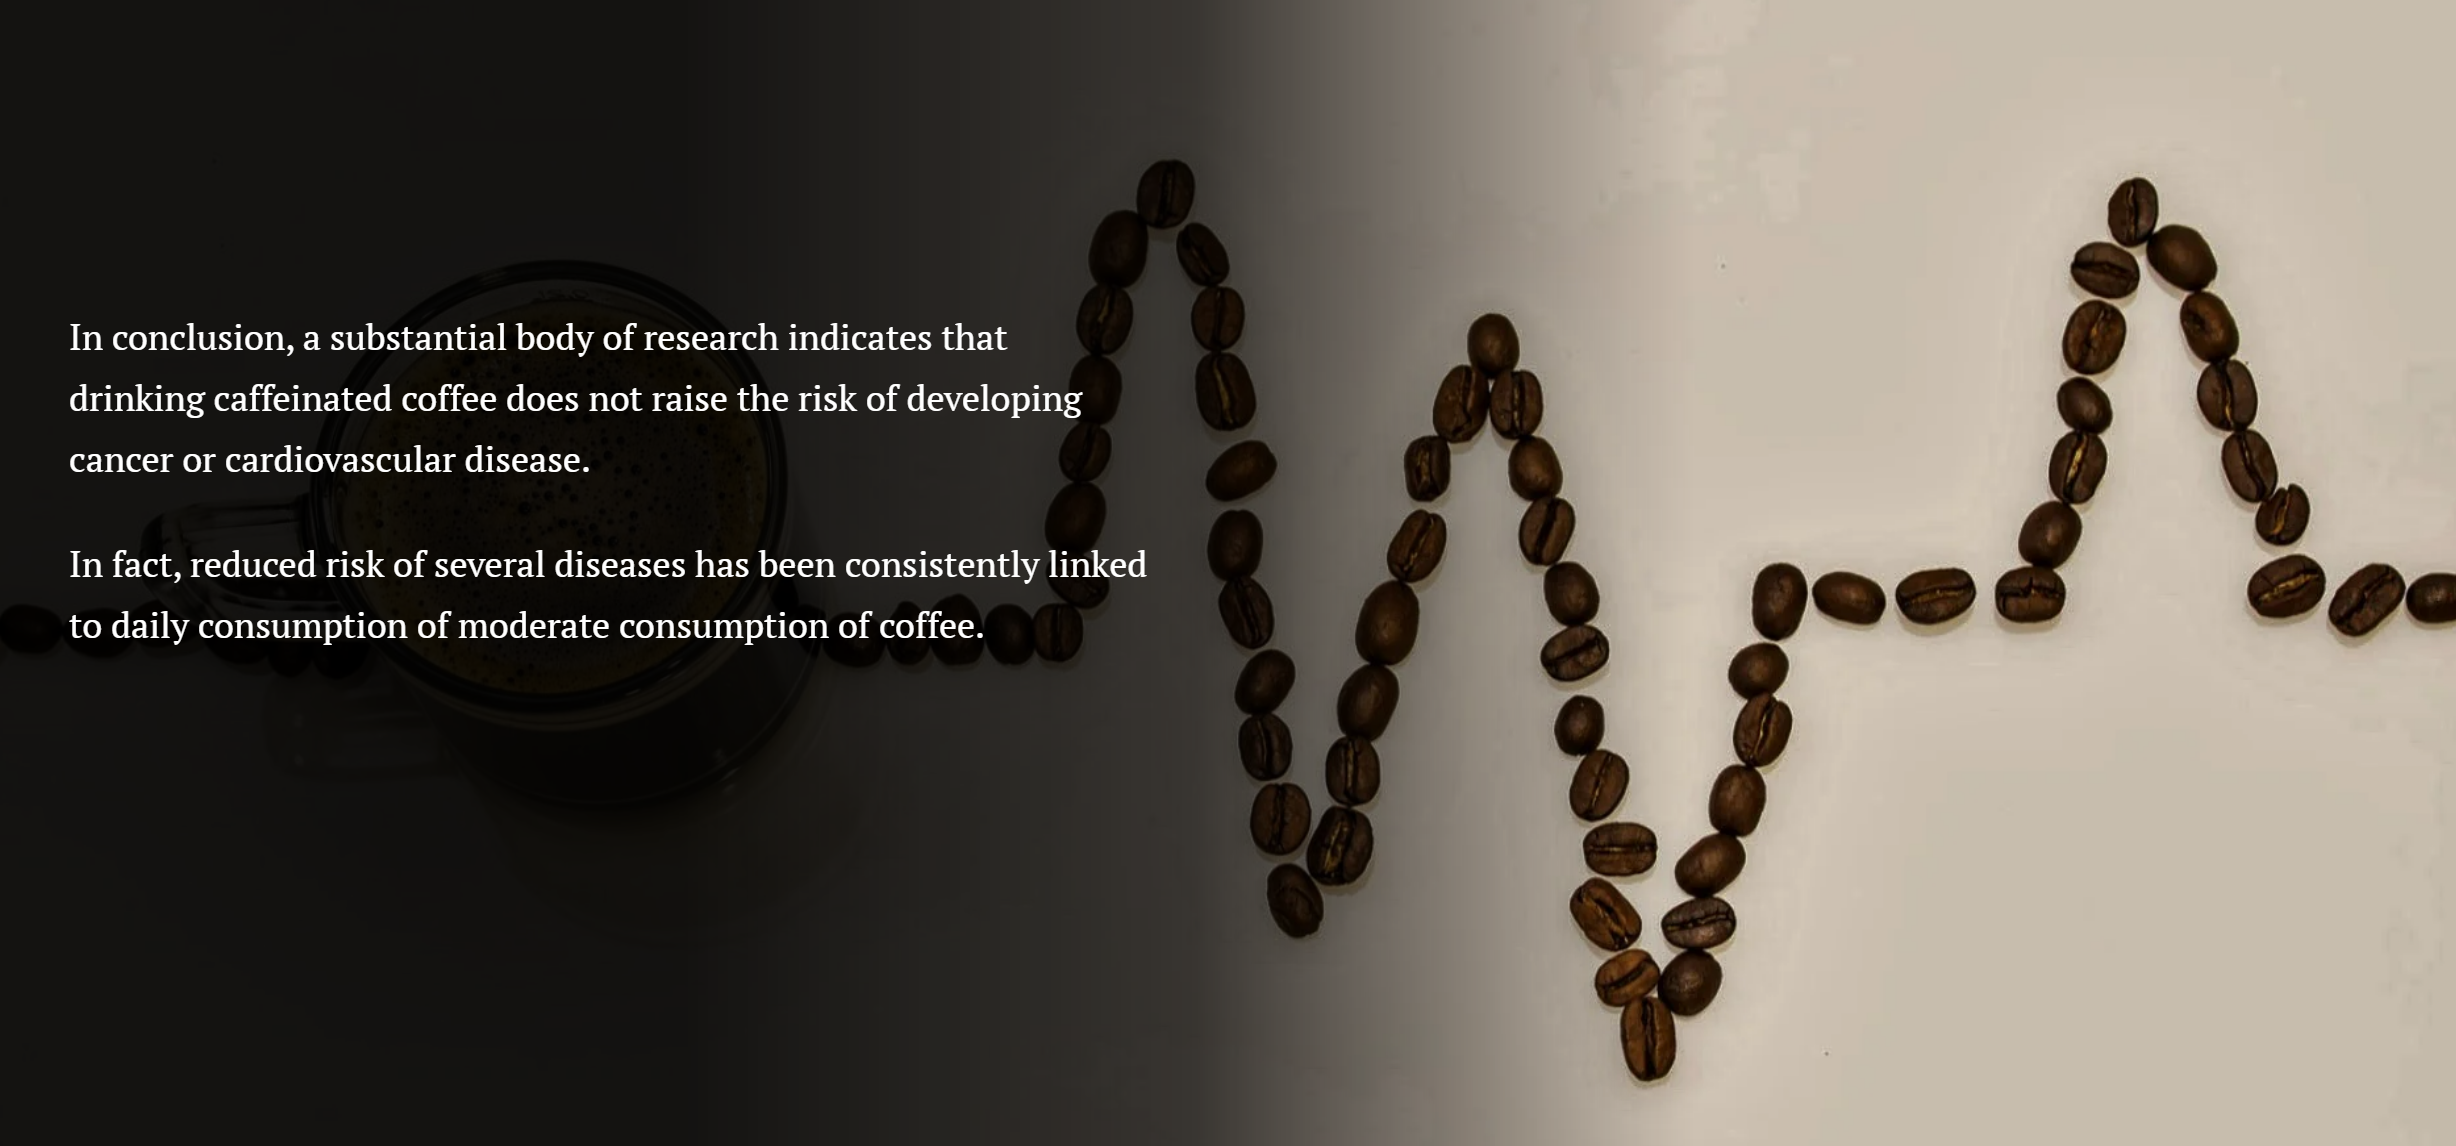 In conclusion, a substantial body of research indicates that
drinking caffeinated coffee does not raise the risk of developing
cancer or cardiovascular disease.
In fact, reduced risk of several diseases has been consistently linked
to daily consumption of moderate consumption of coffee.